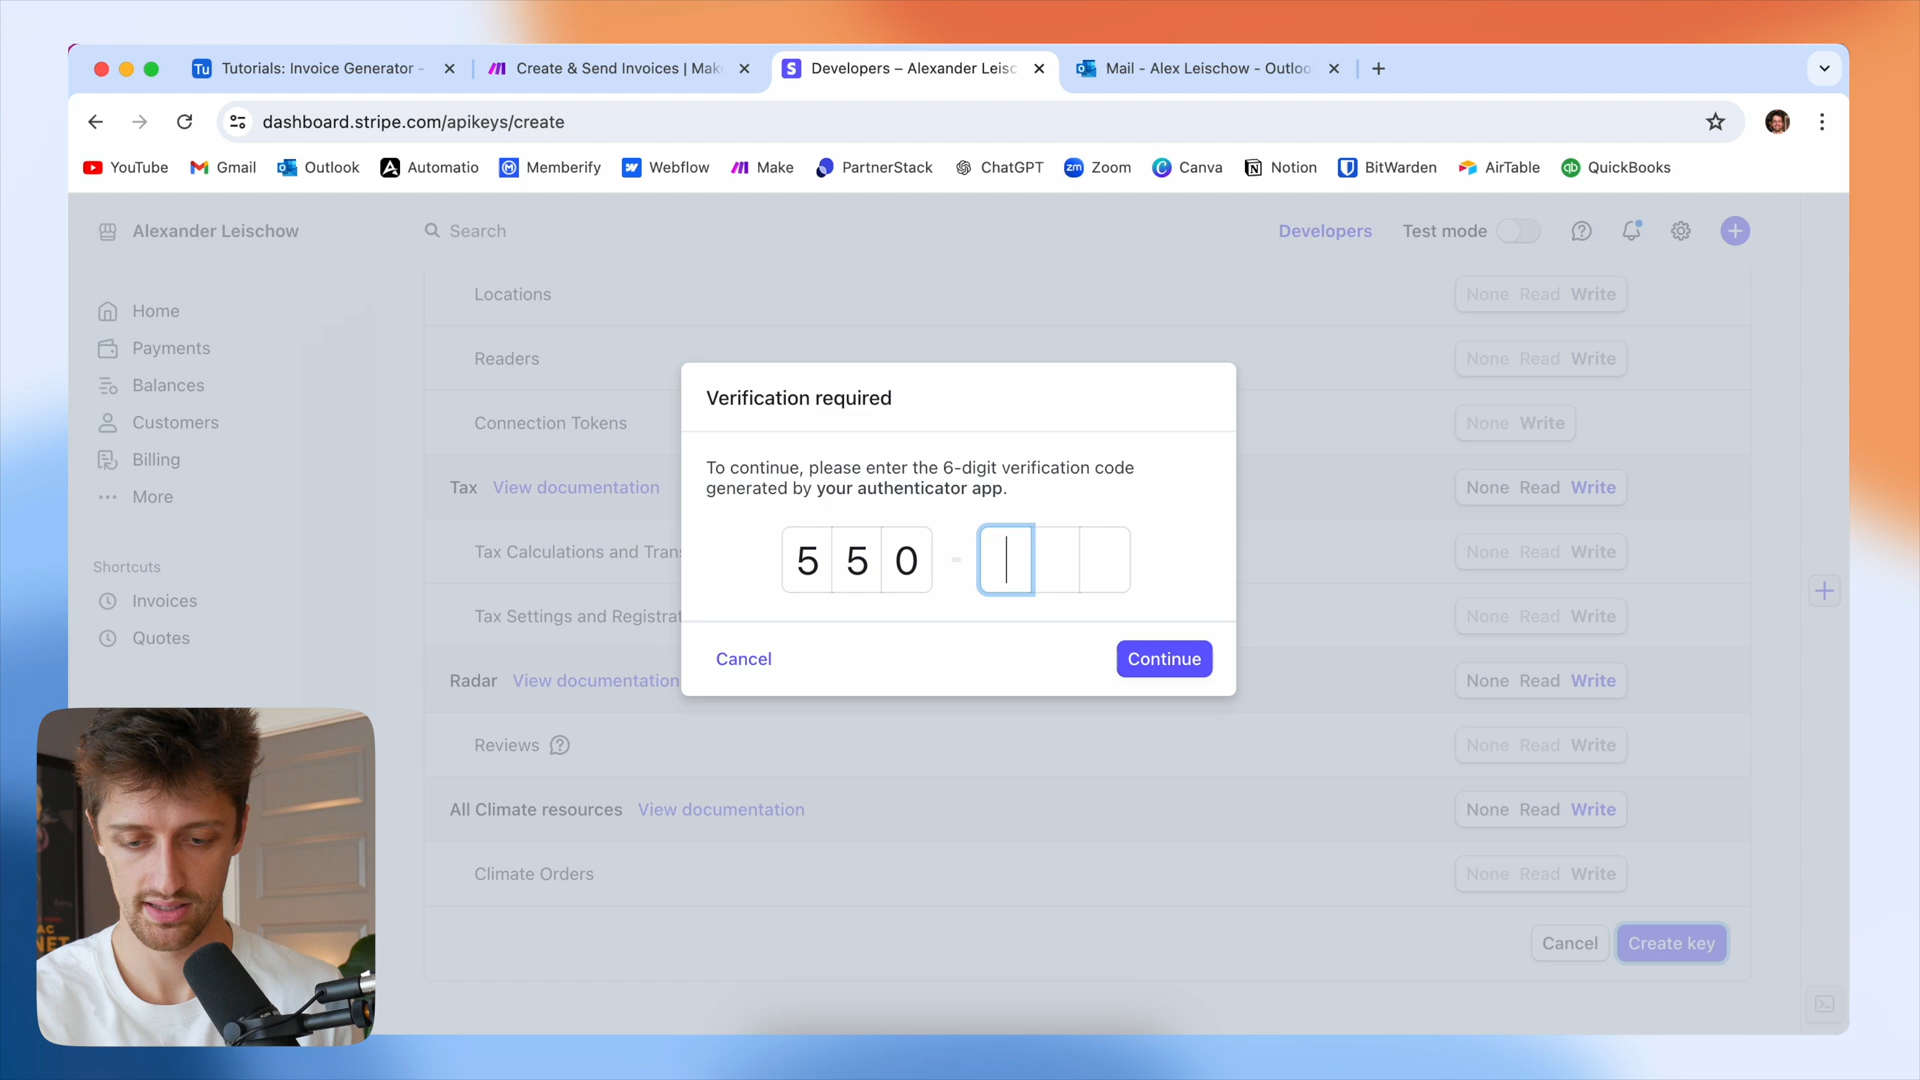 Tu Tutorials: Invoice Generator -
Create & Send Invoices | Mak
S Developers – Alexander Leisc
Mail - Alex Leischow - Outloo
dashboard.stripe.com/apikeys/create
YouTube Gmail Outlook Automatio Memberify Webflow Make PartnerStack ChatGPT zm Zoom Canva Notion BitWarden AirTable qb QuickBooks
Alexander Leischow
Search
Developers Test mode
Home
Payments
Balances
Customers
Billing
More
Shortcuts
Invoices
Quotes
Locations None Read Write
Readers None Read Write
Connection Tokens None Write
Tax View documentation None Read Write
Tax Calculations and Tran None Read Write
Tax Settings and Registrat None Read Write
Radar View documentation None Read Write
Reviews None Read Write
All Climate resources View documentation None Read Write
Climate Orders None Read Write
Cancel Create key
Verification required
To continue, please enter the 6-digit verification code
generated by your authenticator app.
5 5 0 -
Cancel Continue